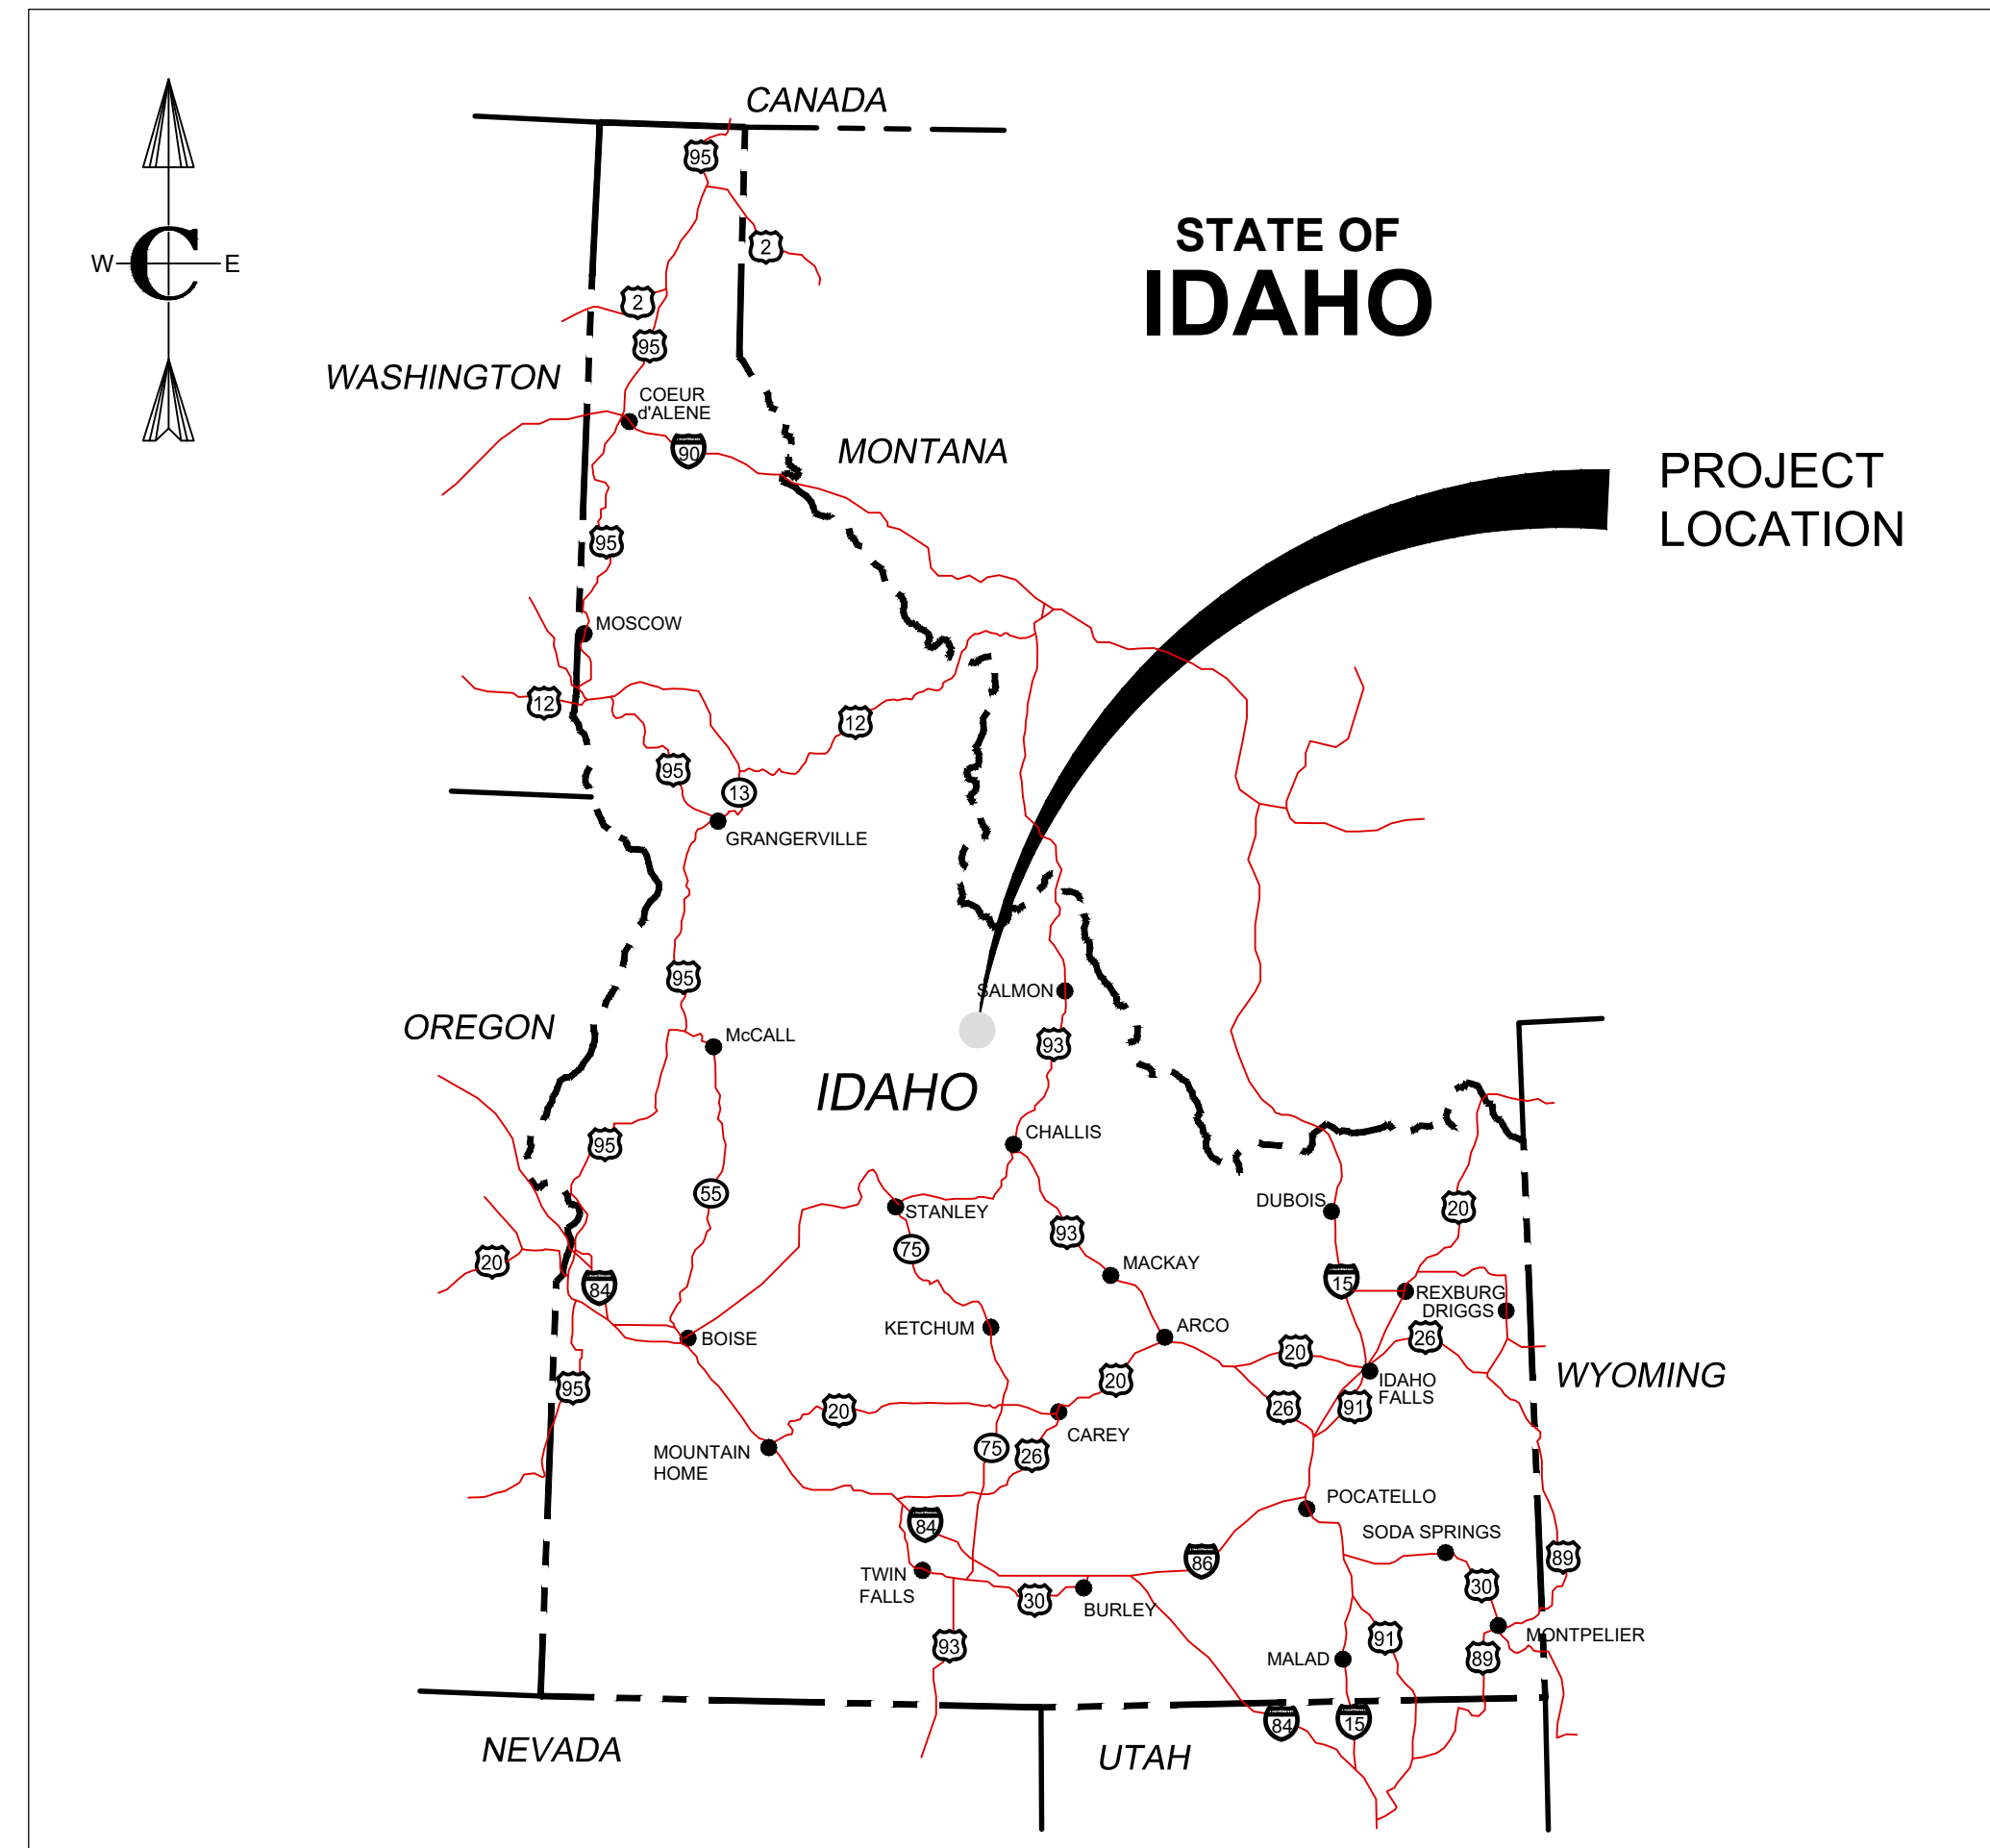 CANADA
95
STATE OF
IDAHO
2
W C E
2
95
WASHINGTON
COEUR
d'ALENE
90
MONTANA
PROJECT
LOCATION
95
MOSCOW
12
12
95
13
GRANGERVILLE
95
SALMON
OREGON
McCALL
93
IDAHO
95
CHALLIS
55
STANLEY
DUBOIS
20
75
93
20
MACKAY
84
15
REXBURG
DRIGGS
BOISE
KETCHUM
ARCO
26
20
95
20
IDAHO
FALLS
WYOMING
20
26
91
CAREY
MOUNTAIN
HOME
75
26
POCATELLO
84
SODA SPRINGS
86
89
TWIN
FALLS
30
30
BURLEY
93
91
MONTPELIER
MALAD
89
84
15
NEVADA
UTAH